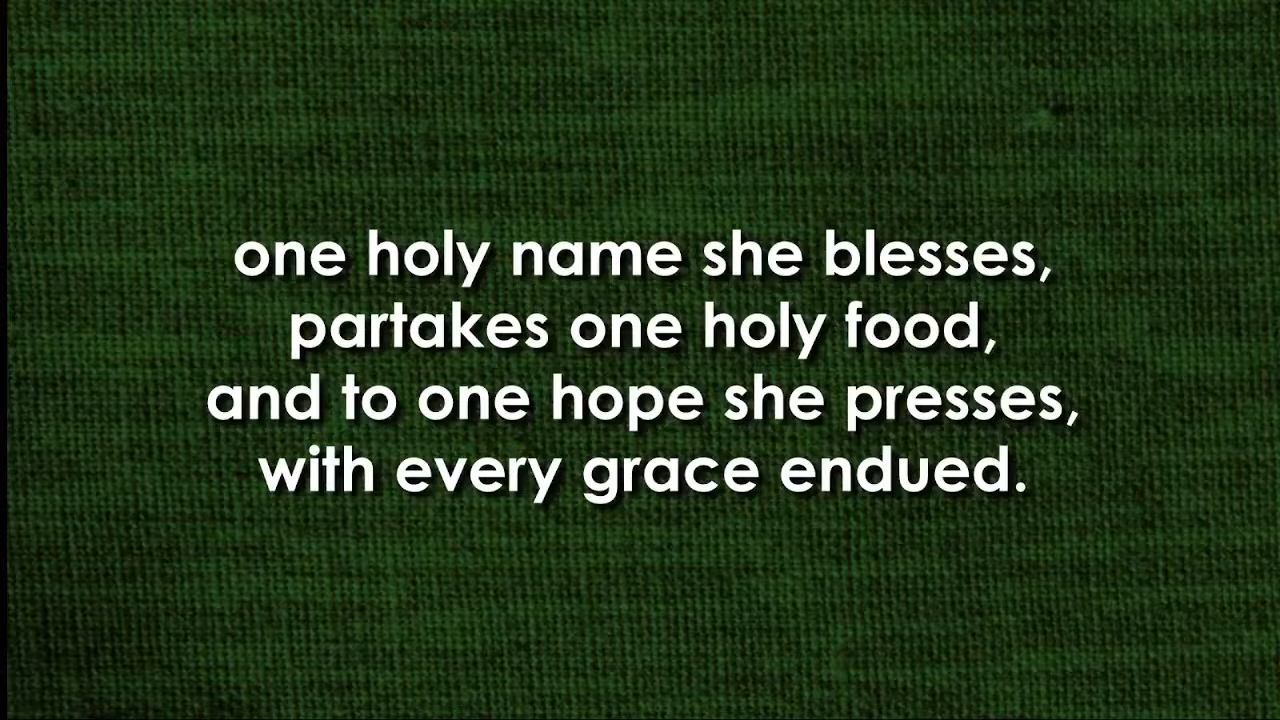 one holy name she blesses,
partakes one holy food,
and to one hope she presses,
with every grace endued.